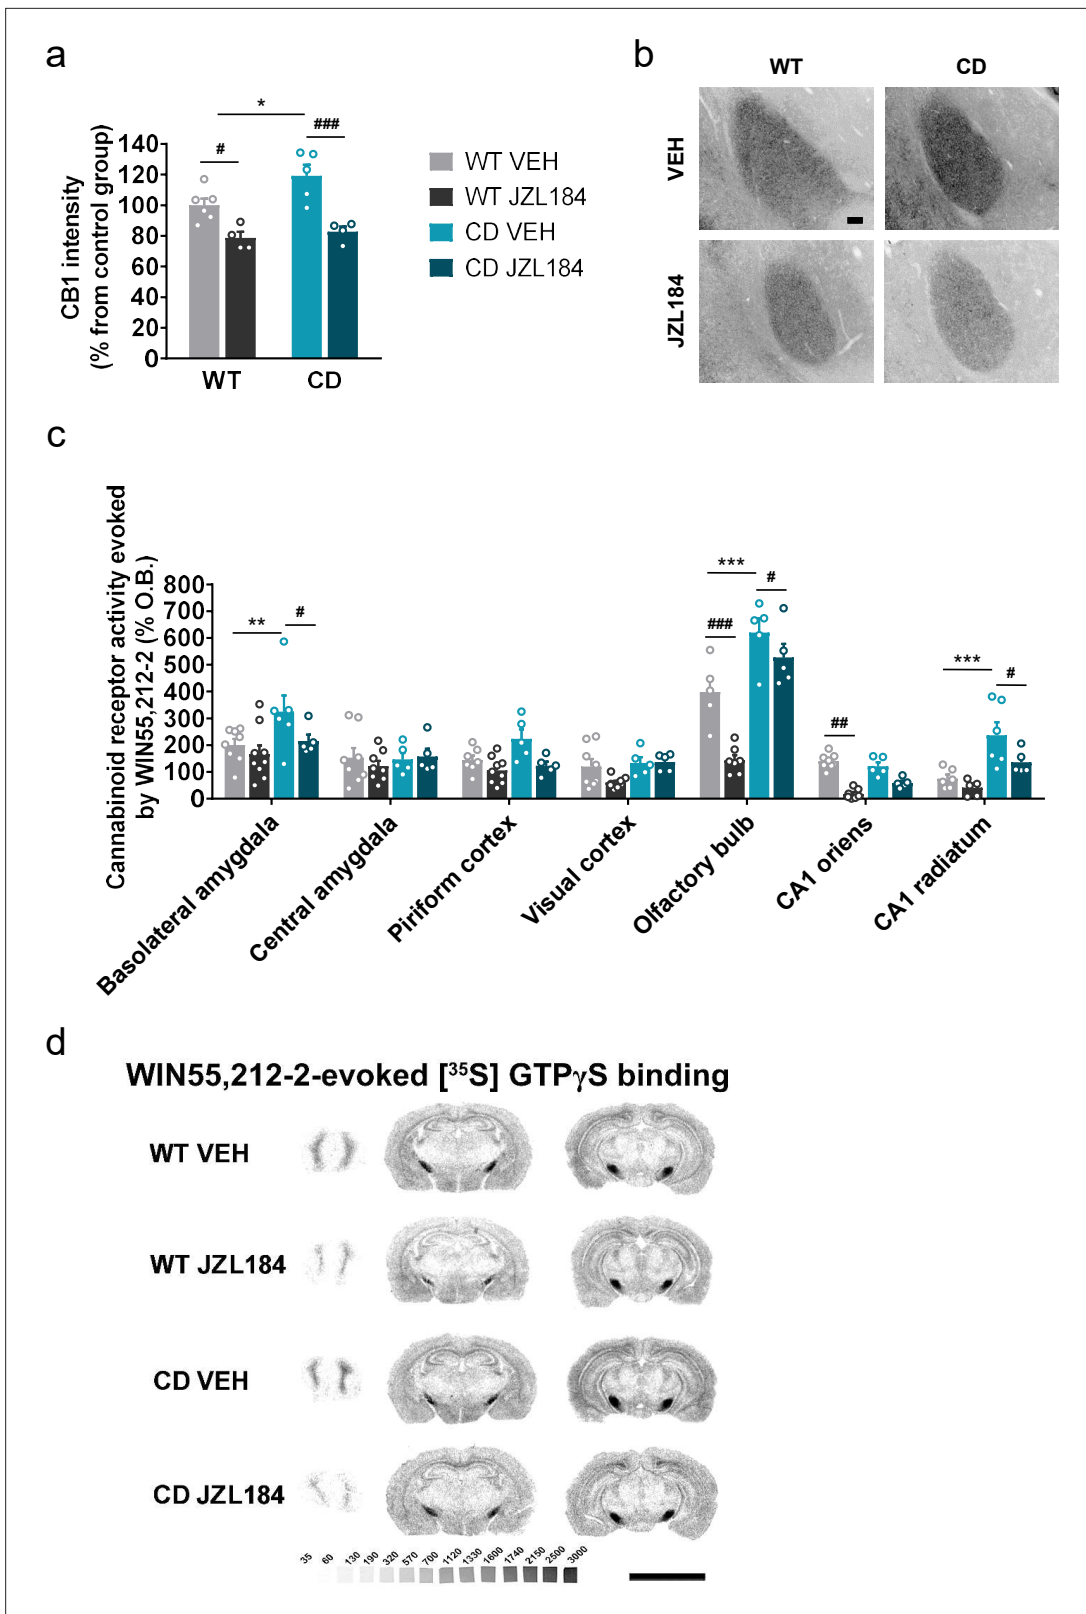 a
b
WT
CD
VEH
JZL184
*
#
###
140
120
100
80
60
40
20
0
CB1 intensity
(% from control group)
WT
CD
WT VEH
WT JZL184
CD VEH
CD JZL184
c
Cannabinoid receptor activity evoked
by WIN55,212-2 (% O.B.)
800
700
600
500
400
300
200
100
0
**
#
***
#
###
##
***
#
Basolateral amygdala
Central amygdala
Piriform cortex
Visual cortex
Olfactory bulb
CA1 oriens
CA1 radiatum
d
WIN55,212-2-evoked [³⁵S] GTPγS binding
WT VEH
WT JZL184
CD VEH
CD JZL184
35 60 130 190 320 570 700 1120 1330 1600 1740 2150 2500 3000